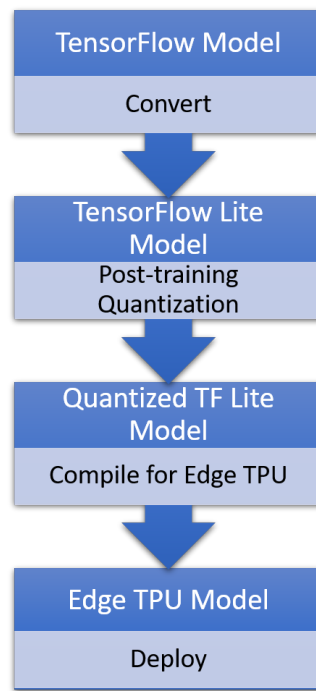 TensorFlow Model
Convert
TensorFlow Lite
Model
Post-training
Quantization
Quantized TF Lite
Model
Compile for Edge TPU
Edge TPU Model
Deploy